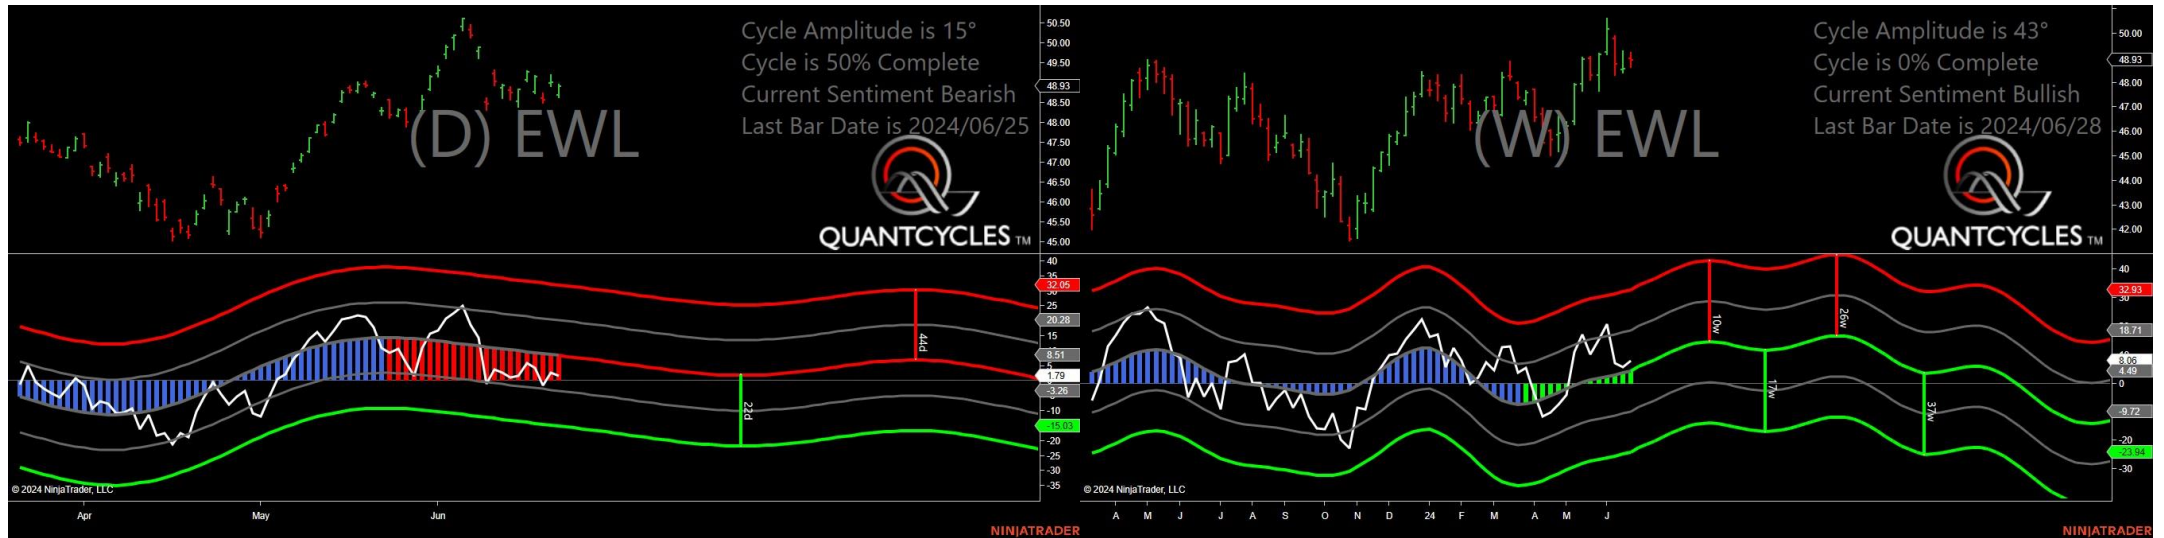 Cycle Amplitude is 15°
Cycle is 50% Complete
Current Sentiment Bearish
Last Bar Date is 2024/06/25
(D) EWL
QUANTCYCLES TM
50.50
50.00
49.50
48.93
48.50
48.00
47.50
47.00
46.50
46.00
45.50
45.00
40
35
32.05
25
20.28
15
8.51
5
1.79
-3.26
-10
-15.03
-20
-25
-30
-35
44d
22d
© 2024 NinjaTrader, LLC
Apr
May
Jun
NINJATRADER
Cycle Amplitude is 43°
Cycle is 0% Complete
Current Sentiment Bullish
Last Bar Date is 2024/06/28
(W) EWL
QUANTCYCLES TM
50.00
48.93
48.00
47.00
46.00
45.00
44.00
43.00
42.00
40
32.93
30
18.71
8.06
4.49
0
-9.72
-20
-23.94
-30
10w
26w
17w
37w
© 2024 NinjaTrader, LLC
A M J J A S O N D 24 F M A M J
NINJATRADER